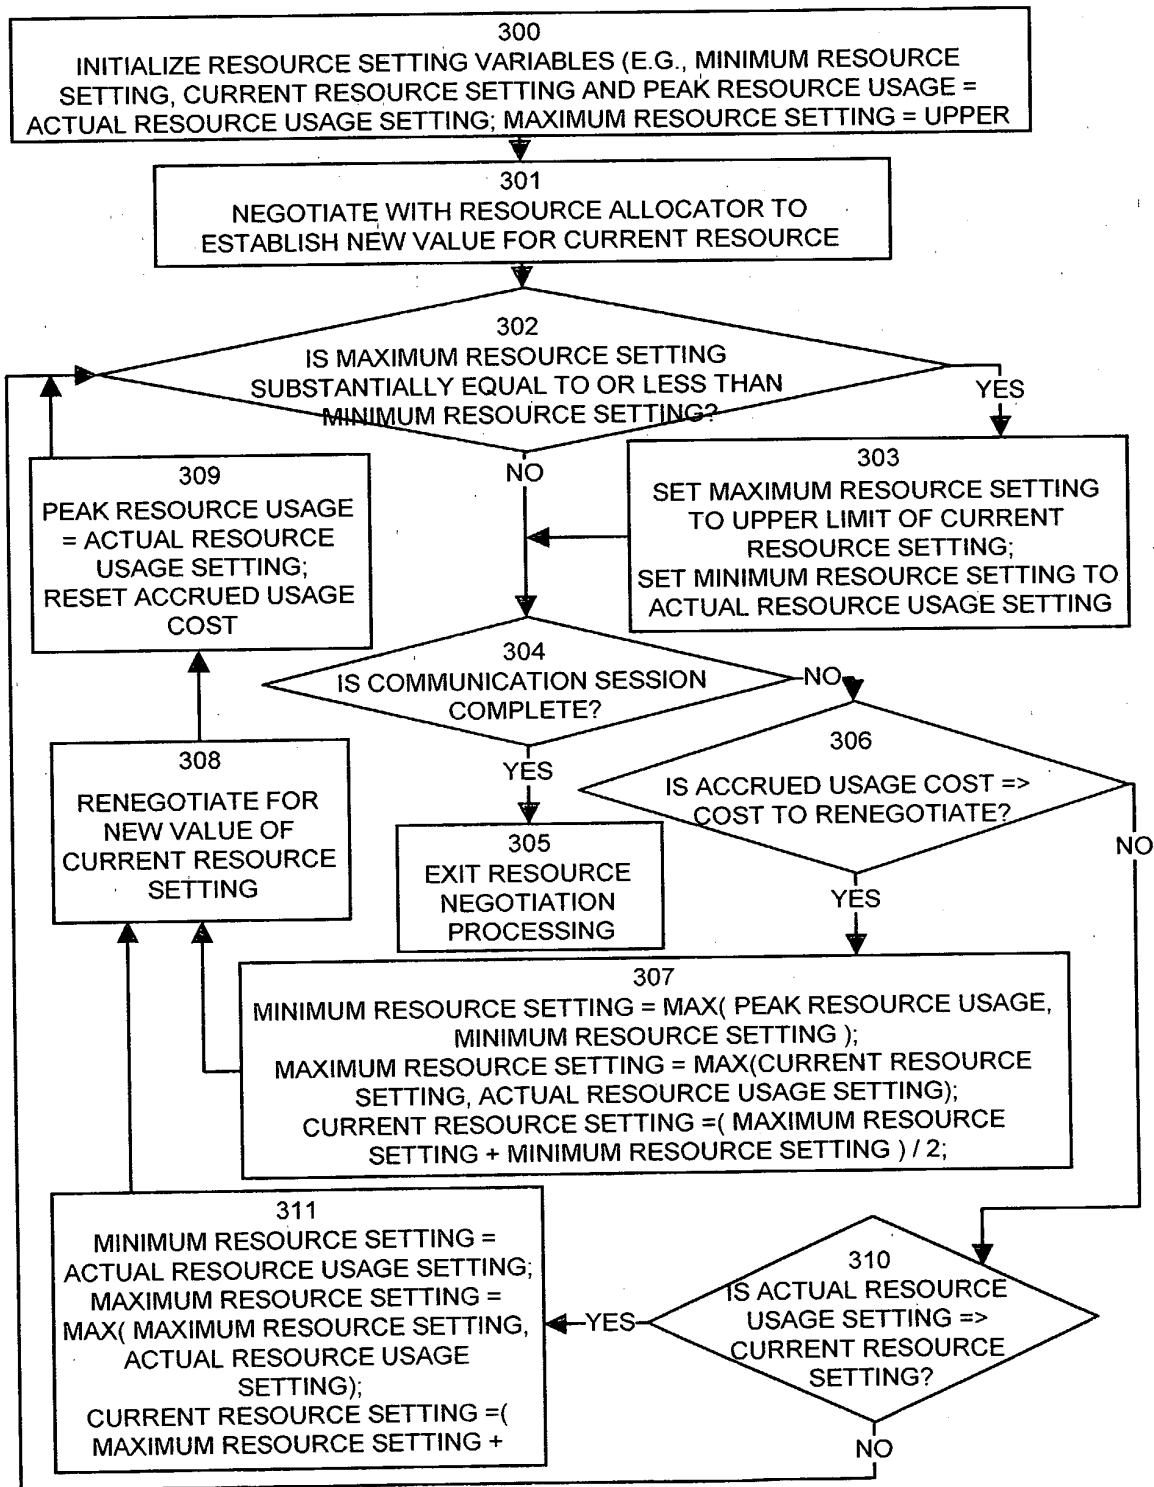 300
INITIALIZE RESOURCE SETTING VARIABLES (E.G., MINIMUM RESOURCE
SETTING, CURRENT RESOURCE SETTING AND PEAK RESOURCE USAGE =
ACTUAL RESOURCE USAGE SETTING; MAXIMUM RESOURCE SETTING = UPPER
301
NEGOTIATE WITH RESOURCE ALLOCATOR TO
ESTABLISH NEW VALUE FOR CURRENT RESOURCE
302
IS MAXIMUM RESOURCE SETTING
SUBSTANTIALLY EQUAL TO OR LESS THAN
MINIMUM RESOURCE SETTING?
YES
NO
303
SET MAXIMUM RESOURCE SETTING
TO UPPER LIMIT OF CURRENT
RESOURCE SETTING;
SET MINIMUM RESOURCE SETTING TO
ACTUAL RESOURCE USAGE SETTING
309
PEAK RESOURCE USAGE
= ACTUAL RESOURCE
USAGE SETTING;
RESET ACCRUED USAGE
COST
304
IS COMMUNICATION SESSION
COMPLETE?
NO
YES
306
IS ACCRUED USAGE COST =>
COST TO RENEGOTIATE?
NO
YES
308
RENEGOTIATE FOR
NEW VALUE OF
CURRENT RESOURCE
SETTING
305
EXIT RESOURCE
NEGOTIATION
PROCESSING
307
MINIMUM RESOURCE SETTING = MAX( PEAK RESOURCE USAGE,
MINIMUM RESOURCE SETTING );
MAXIMUM RESOURCE SETTING = MAX(CURRENT RESOURCE
SETTING, ACTUAL RESOURCE USAGE SETTING);
CURRENT RESOURCE SETTING =( MAXIMUM RESOURCE
SETTING + MINIMUM RESOURCE SETTING ) / 2;
311
MINIMUM RESOURCE SETTING =
ACTUAL RESOURCE USAGE SETTING;
MAXIMUM RESOURCE SETTING =
MAX( MAXIMUM RESOURCE SETTING,
ACTUAL RESOURCE USAGE
SETTING);
CURRENT RESOURCE SETTING =(
MAXIMUM RESOURCE SETTING +
310
IS ACTUAL RESOURCE
USAGE SETTING =>
CURRENT RESOURCE
SETTING?
YES
NO